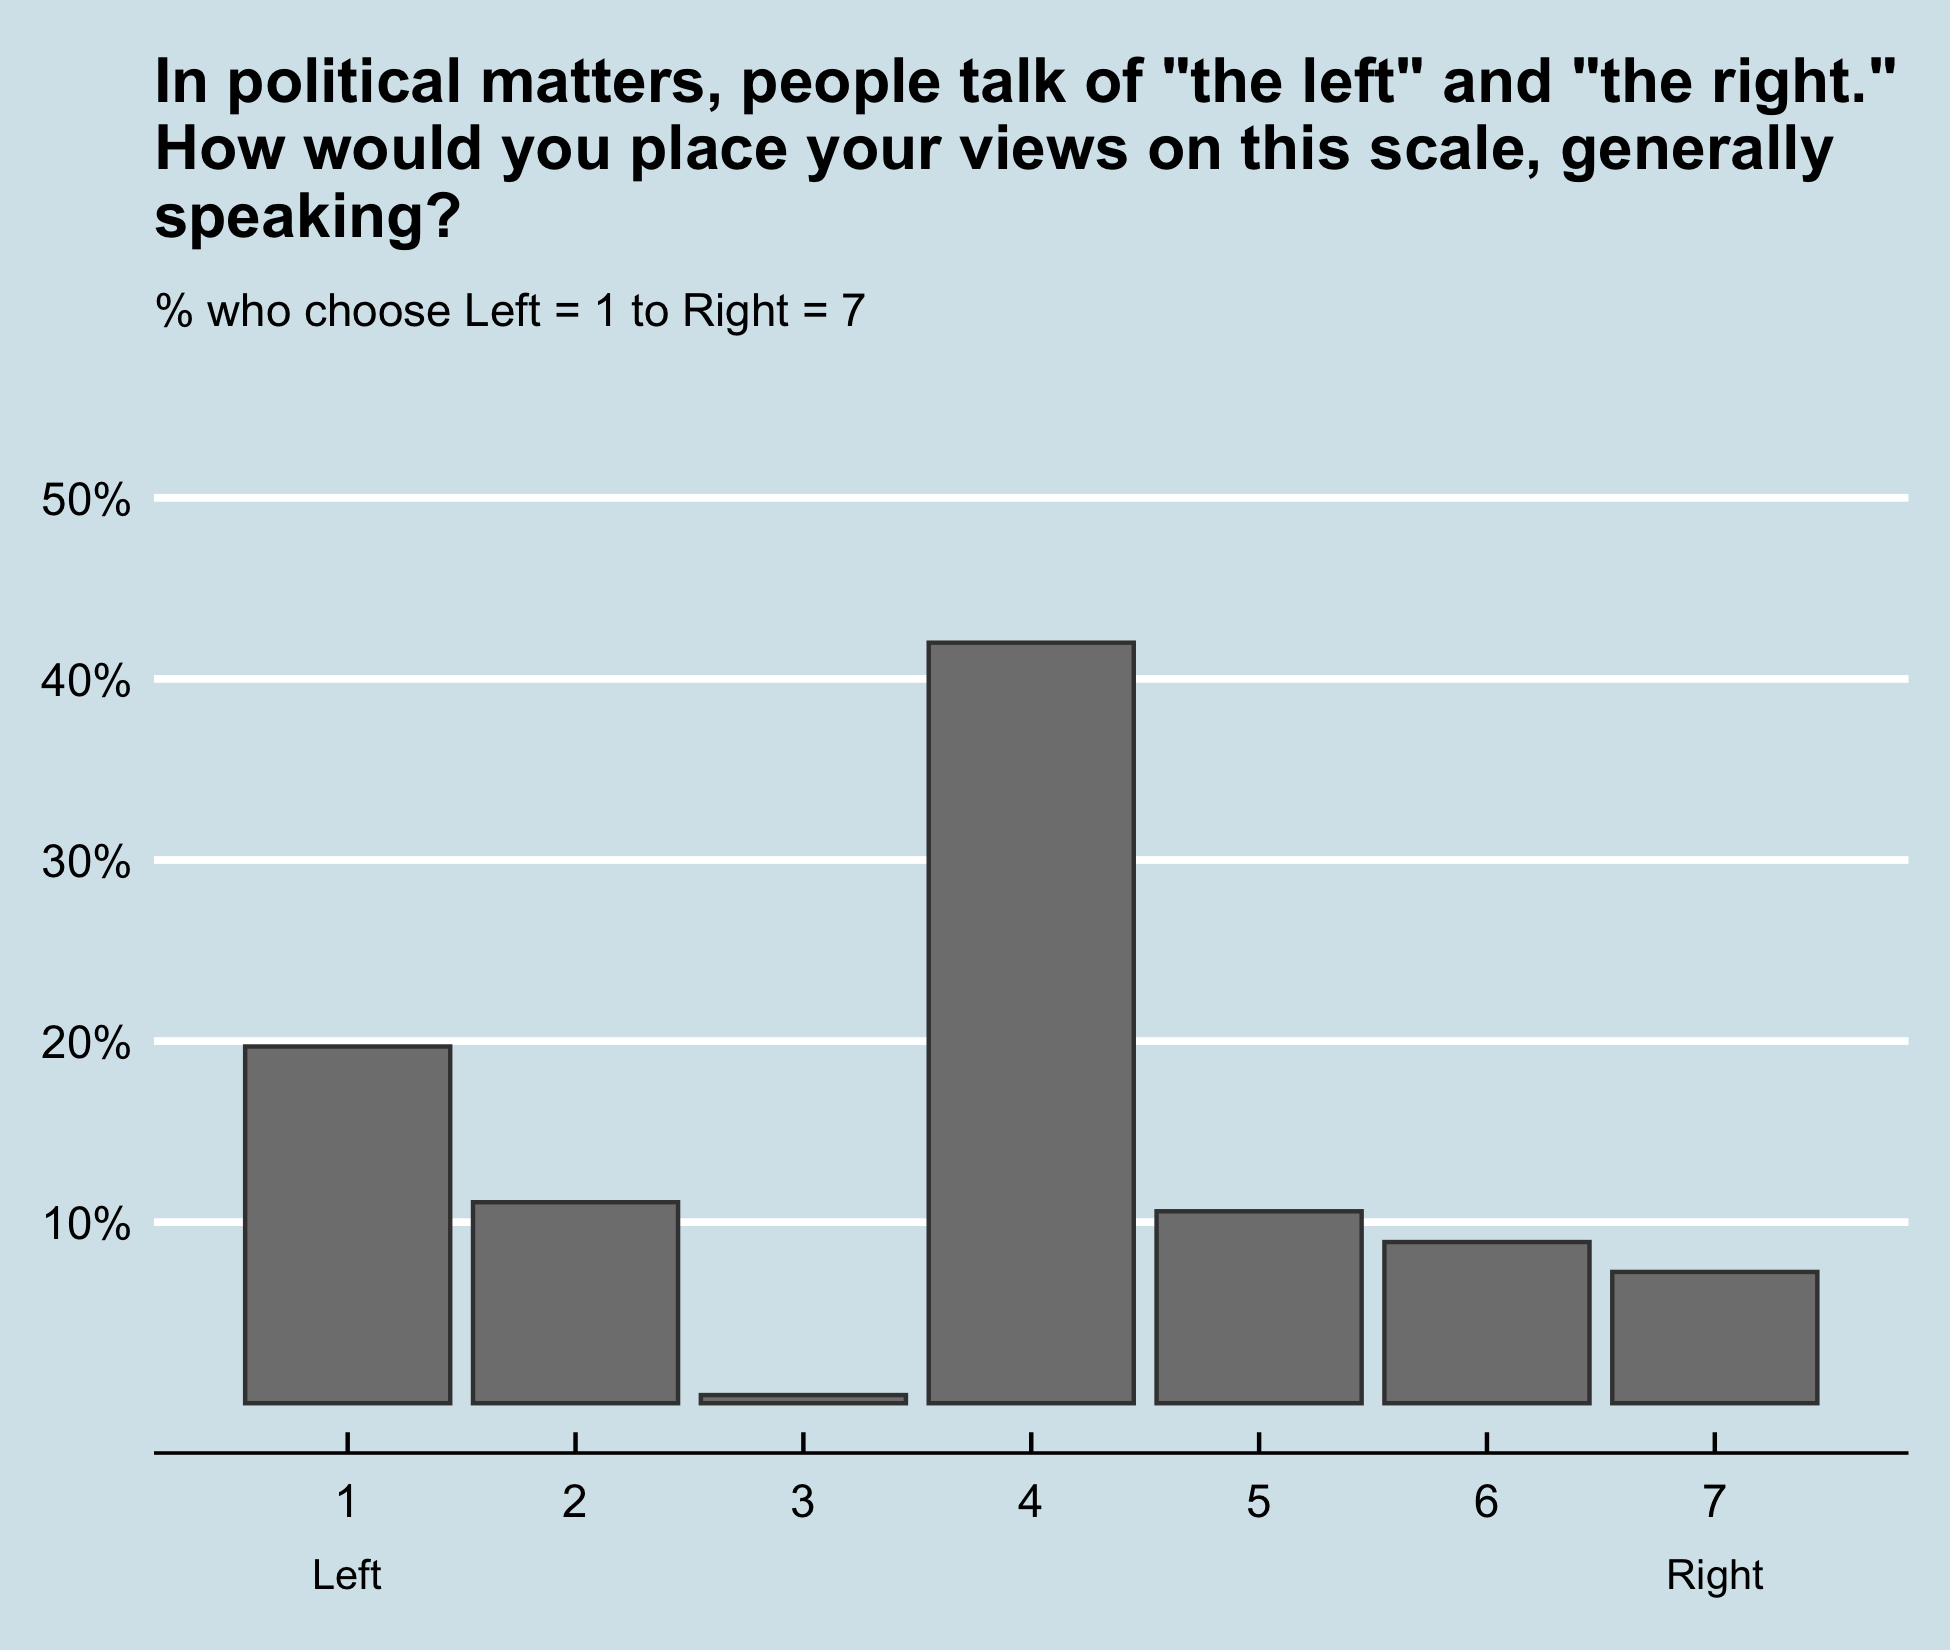 In political matters, people talk of "the left" and "the right."
How would you place your views on this scale, generally
speaking?
% who choose Left = 1 to Right = 7
50%
40%
30%
20%
10%
1 2 3 4 5 6 7
Left Right